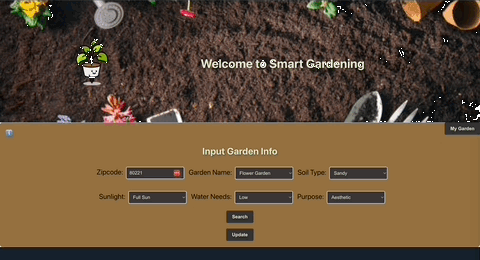 Welcome to Smart Gardening
My Garden
Input Garden Info
Zipcode: 80221 Garden Name: Flower Garden Soil Type: Sandy
Sunlight: Full Sun Water Needs: Low Purpose: Aesthetic
Search
Update